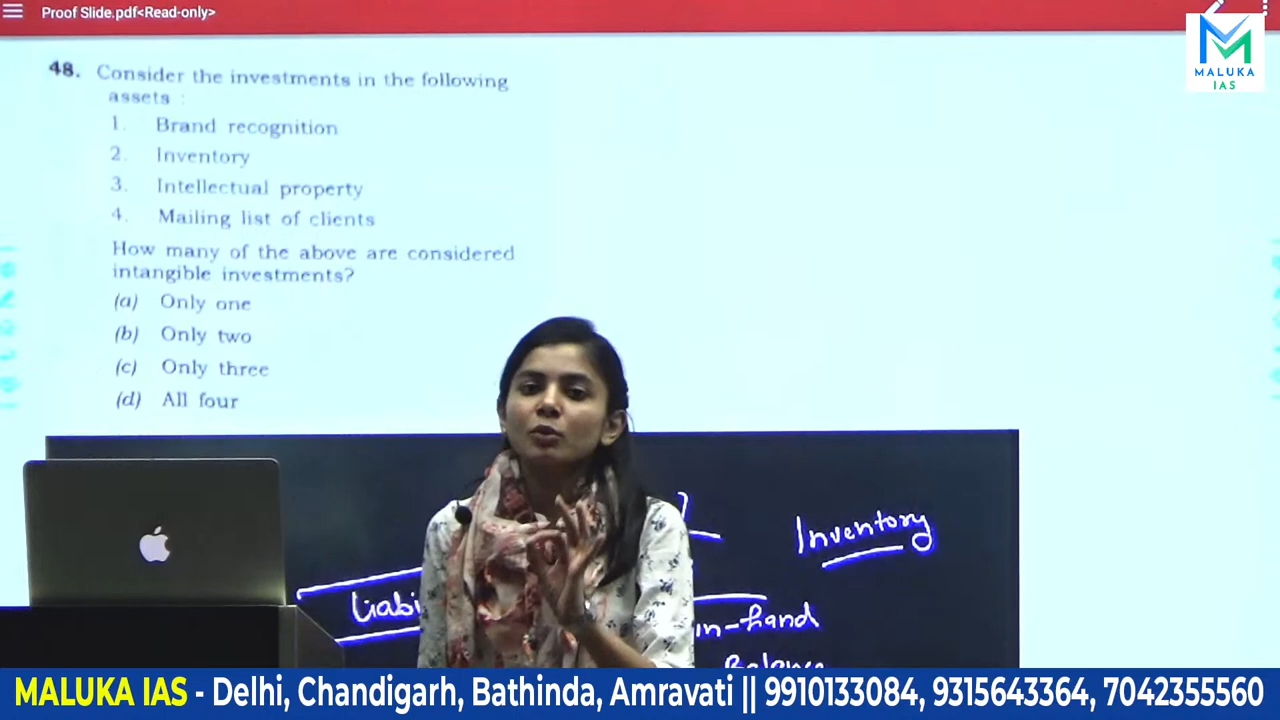 Proof Slide.pdf<Read-only>
MALUKA
IAS
48. Consider the investments in the following
assets :
1. Brand recognition
2. Inventory
3. Intellectual property
4. Mailing list of clients
How many of the above are considered
intangible investments?
(a) Only one
(b) Only two
(c) Only three
(d) All four
Inventory
in-hand
Balance
MALUKA IAS - Delhi, Chandigarh, Bathinda, Amravati || 9910133084, 9315643364, 7042355560